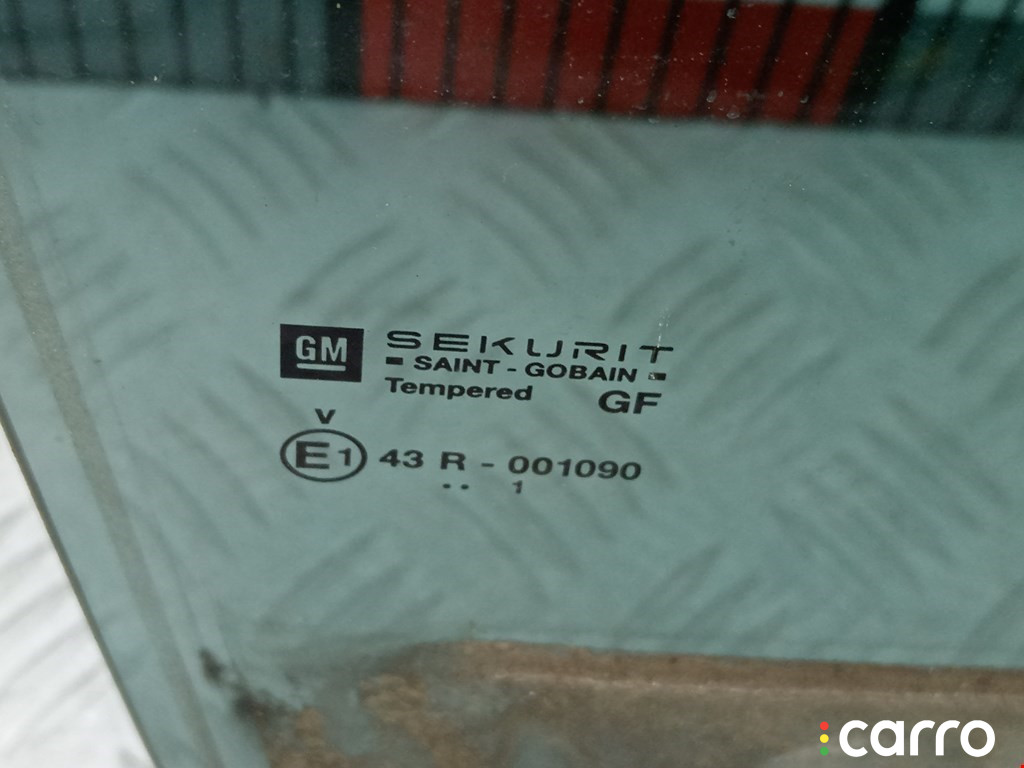 GM SEKURIT
SAINT - GOBAIN
Tempered GF
V
E1 43 R - 001090
.. 1
carro